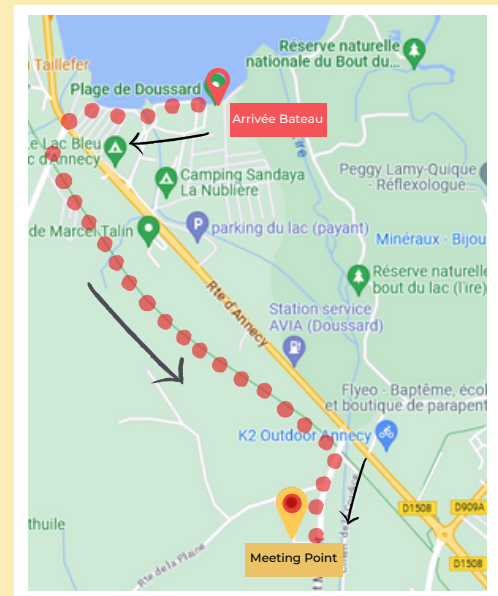 Réserve naturelle
nationale du Bout du...
Taillefer
Plage de Doussard
Arrivée Bateau
Le Lac Bleu
c d'Annecy
Camping Sandaya
La Nublière
Peggy Lamy-Quique
- Réflexologue...
de Marcel Talin
parking du lac (payant)
Minéraux - Bijou
Réserve naturelle
bout du lac (l'ire)
Rte d'Annecy
Station service
AVIA (Doussard)
Flyeo - Baptême, écol
et boutique de parapent
K2 Outdoor Annecy
D1508
D909A
thuile
Meeting Point
Rte de la Plaine
D1508